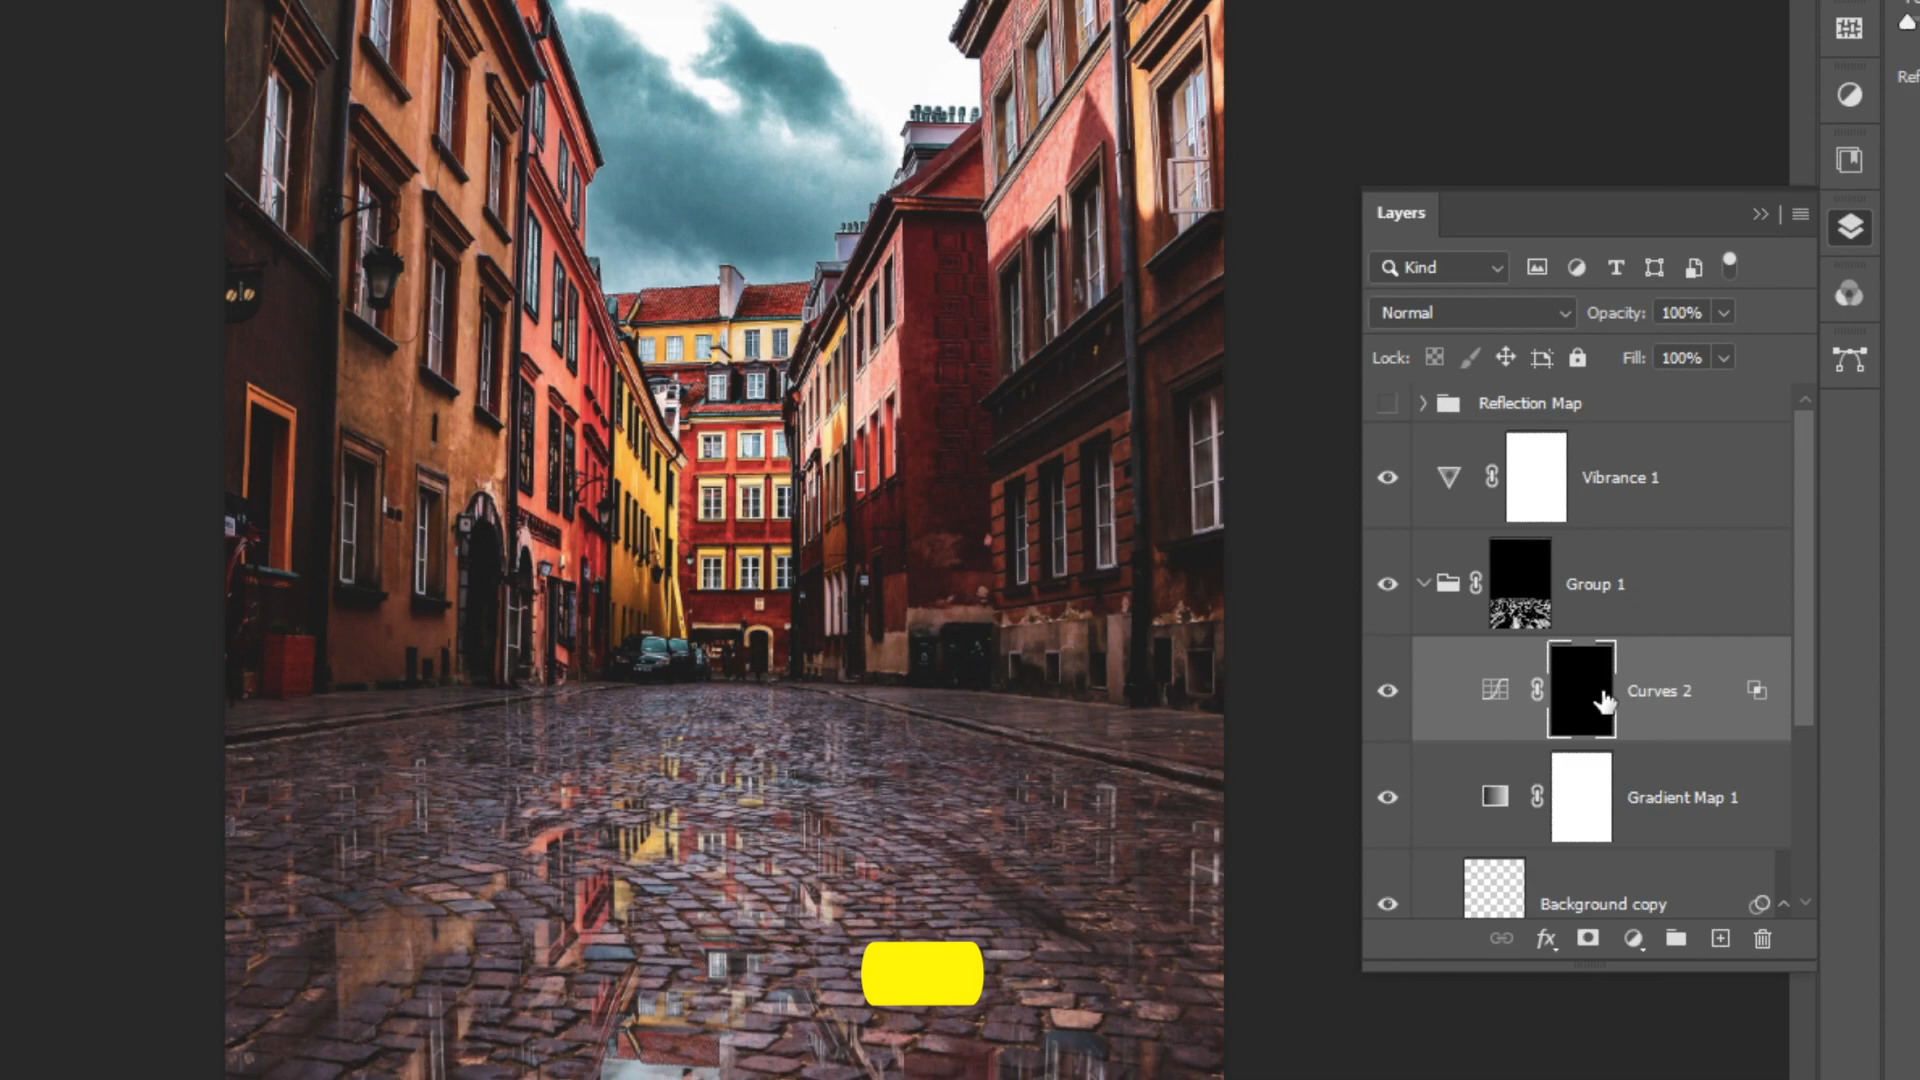 Ref
Layers
Kind
Normal
Opacity: 100%
Lock:
Fill: 100%
Reflection Map
Vibrance 1
Group 1
Curves 2
Gradient Map 1
Background copy
fx